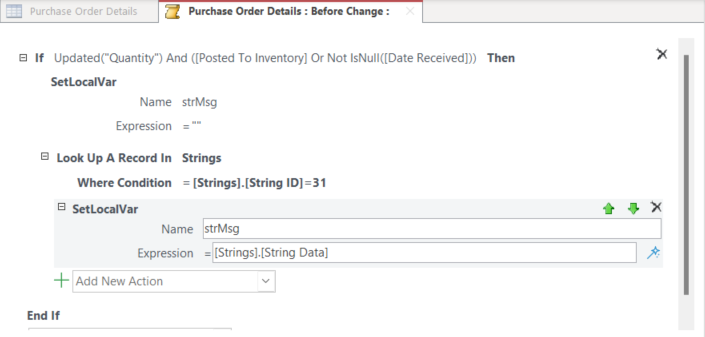 Purchase Order Details
Purchase Order Details : Before Change :
If Updated("Quantity") And ([Posted To Inventory] Or Not IsNull([Date Received])) Then
SetLocalVar
Name strMsg
Expression = ""
Look Up A Record In Strings
Where Condition = [Strings].[String ID]=31
SetLocalVar
Name strMsg
Expression = [Strings].[String Data]
Add New Action
End If